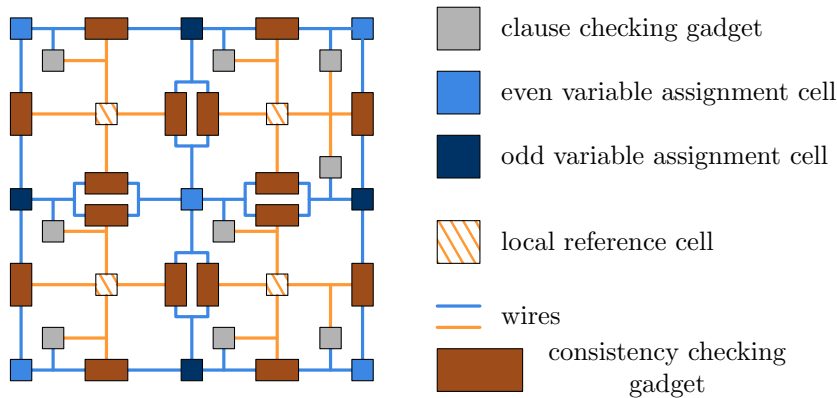 clause checking gadget
even variable assignment cell
odd variable assignment cell
local reference cell
wires
consistency checking
gadget